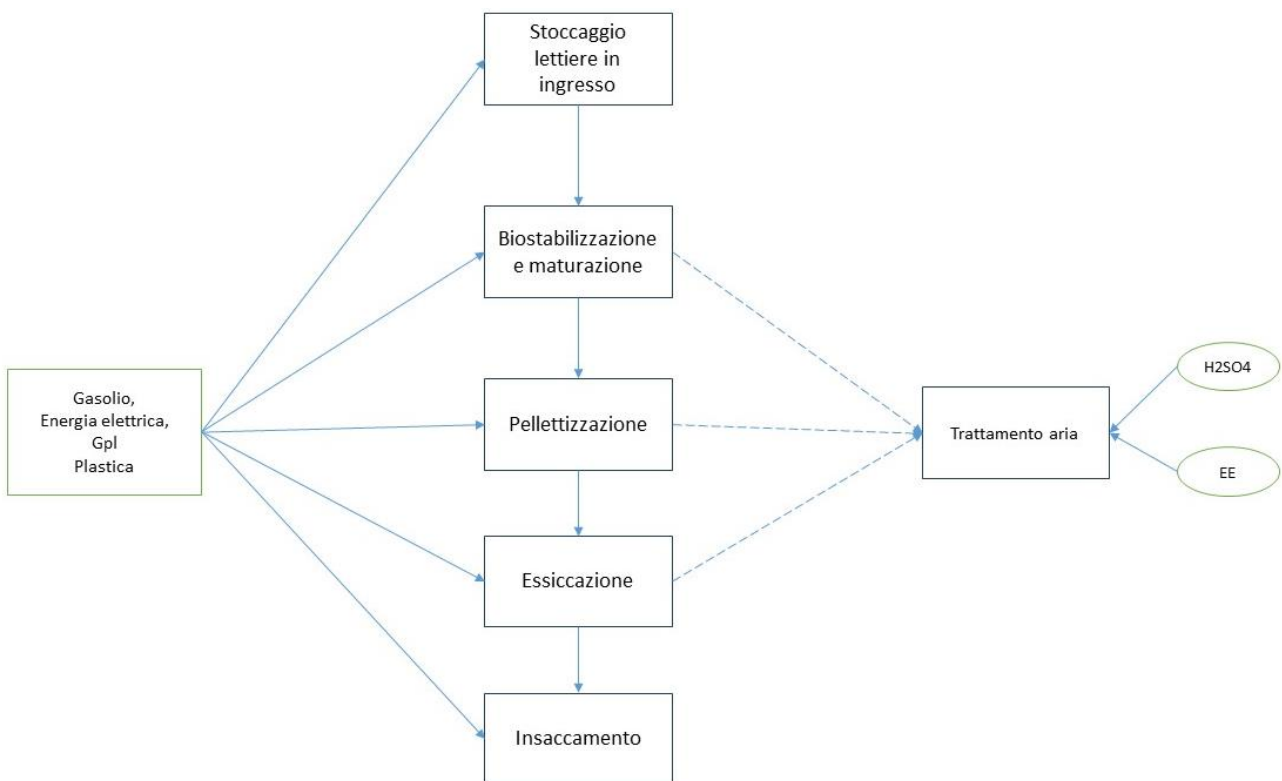 Stoccaggio
lettiere in
ingresso
Biostabilizzazione
e maturazione
Gasolio,
Energia elettrica,
Gpl
Plastica
Pellettizzazione
Trattamento aria
H2SO4
EE
Essiccazione
Insaccamento